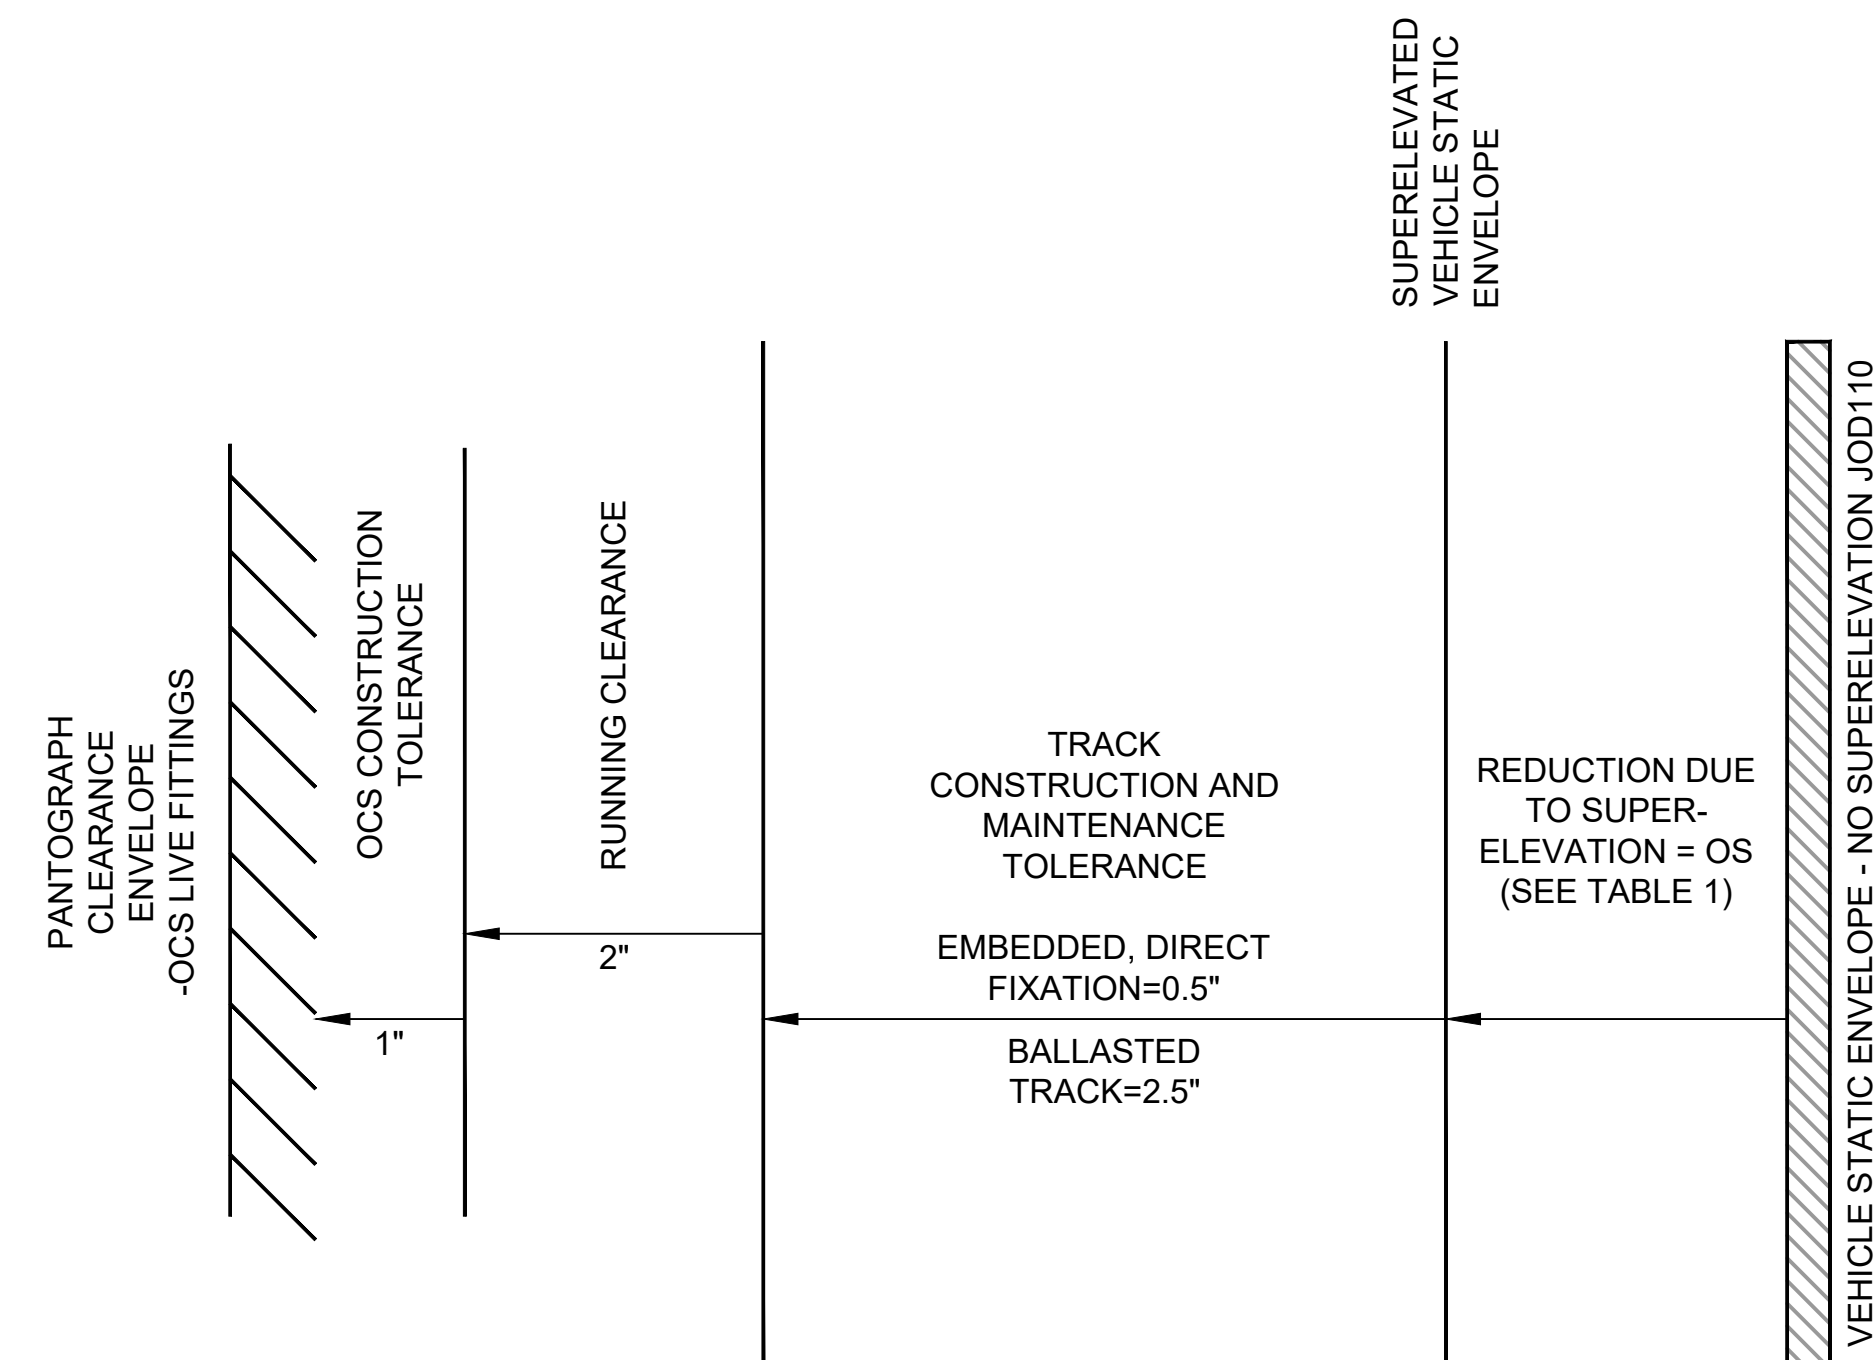 SUPERELEVATED
VEHICLE STATIC
ENVELOPE
PANTOGRAPH
CLEARANCE
ENVELOPE
-OCS LIVE FITTINGS
OCS CONSTRUCTION
TOLERANCE
1"
RUNNING CLEARANCE
2"
TRACK
CONSTRUCTION AND
MAINTENANCE
TOLERANCE
EMBEDDED, DIRECT
FIXATION=0.5"
BALLASTED
TRACK=2.5"
REDUCTION DUE
TO SUPER-
ELEVATION = OS
(SEE TABLE 1)
VEHICLE STATIC ENVELOPE - NO SUPERELEVATION JOD110